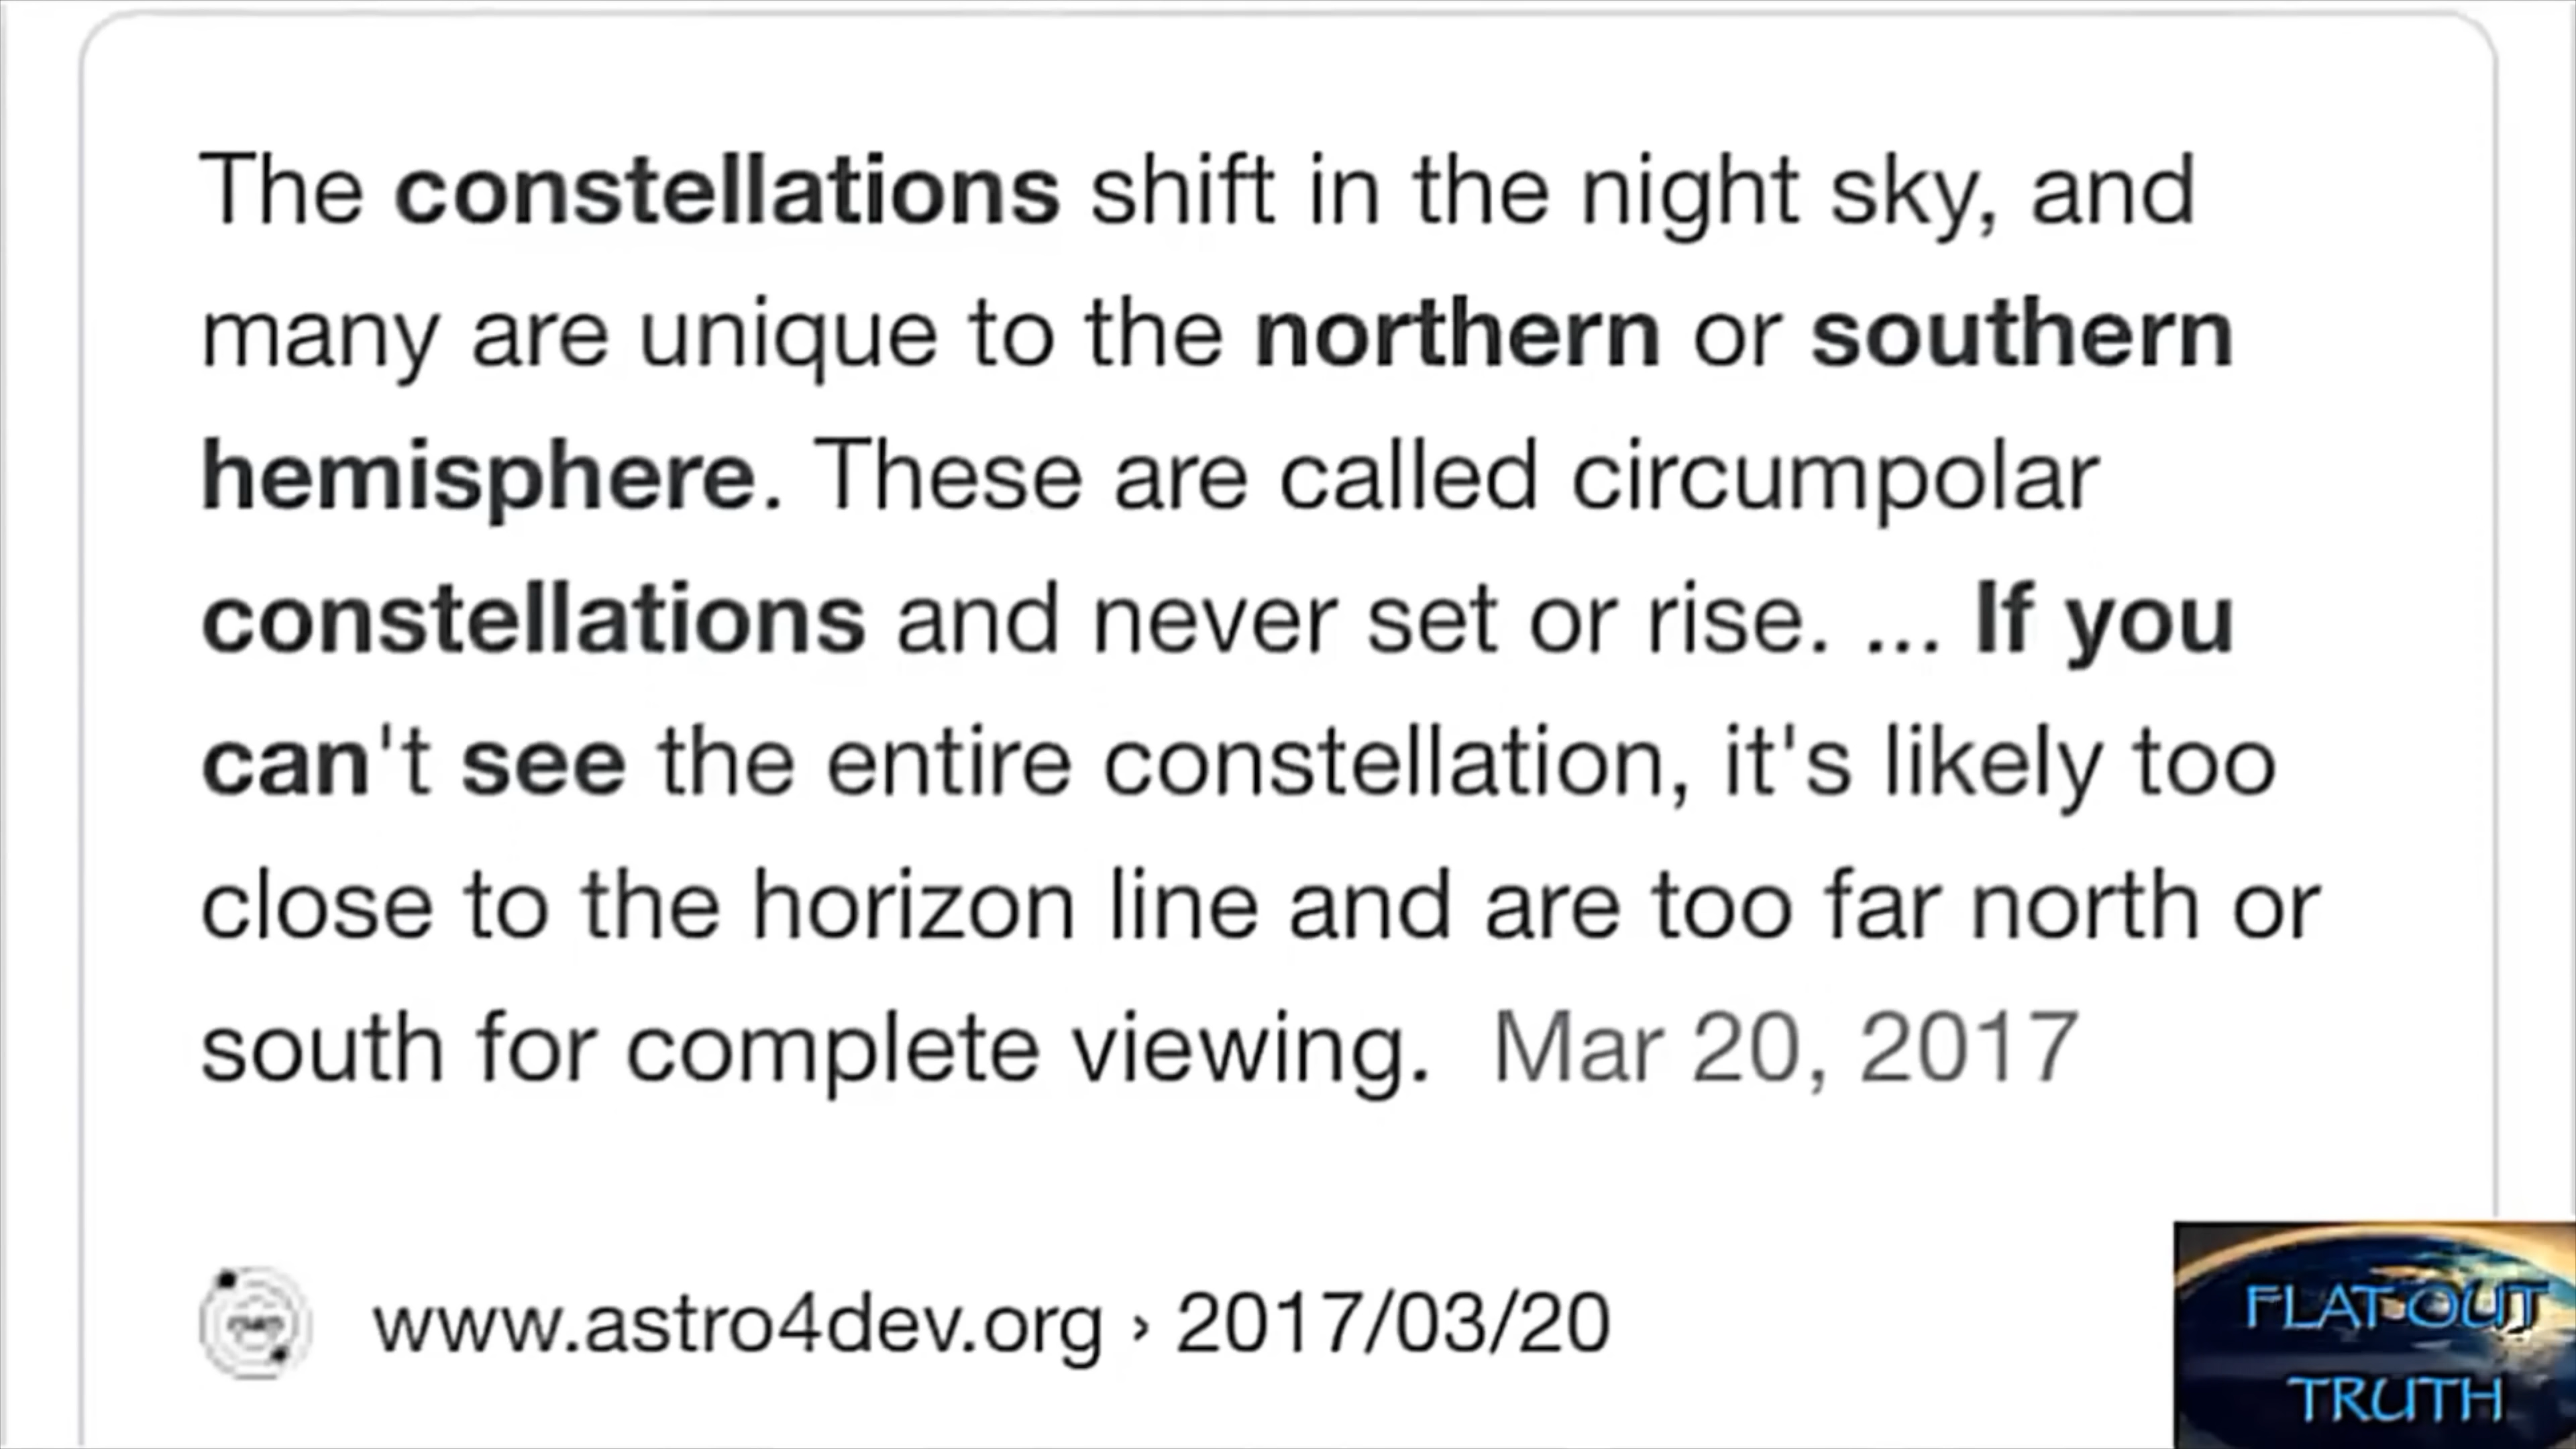 The constellations shift in the night sky, and
many are unique to the northern or southern
hemisphere. These are called circumpolar
constellations and never set or rise. ... If you
can't see the entire constellation, it's likely too
close to the horizon line and are too far north or
south for complete viewing. Mar 20, 2017
www.astro4dev.org › 2017/03/20
FLAT OUT
TRUTH